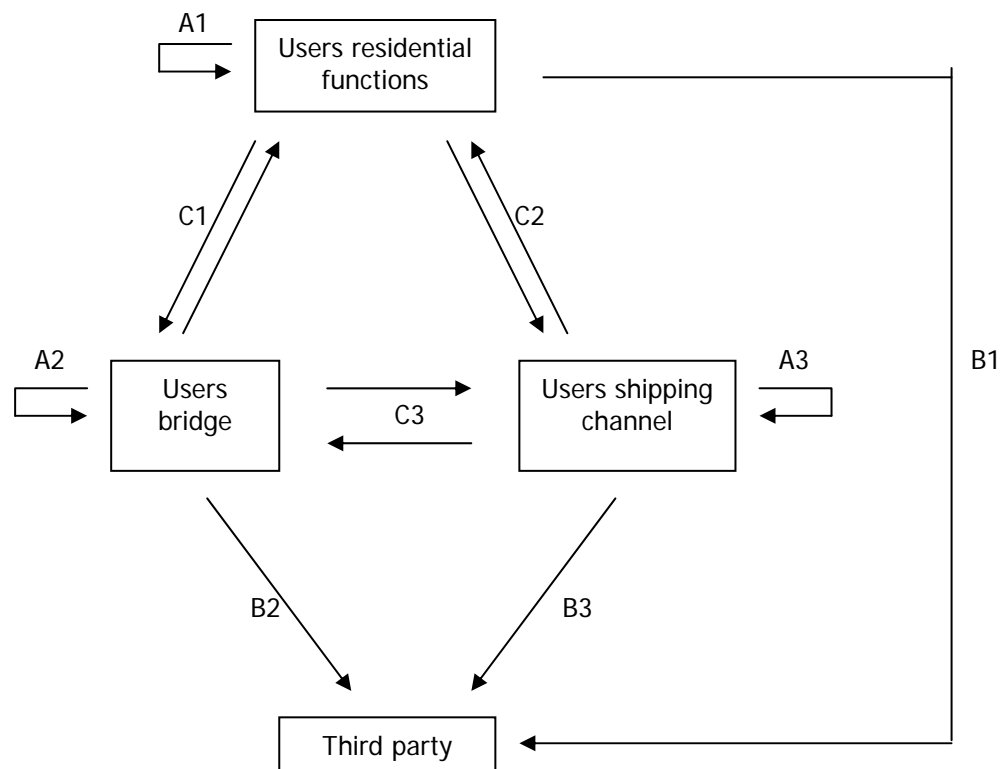 A1
Users residential
functions
C1
C2
A2
Users
bridge
C3
Users shipping
channel
A3
B1
B2
B3
Third party